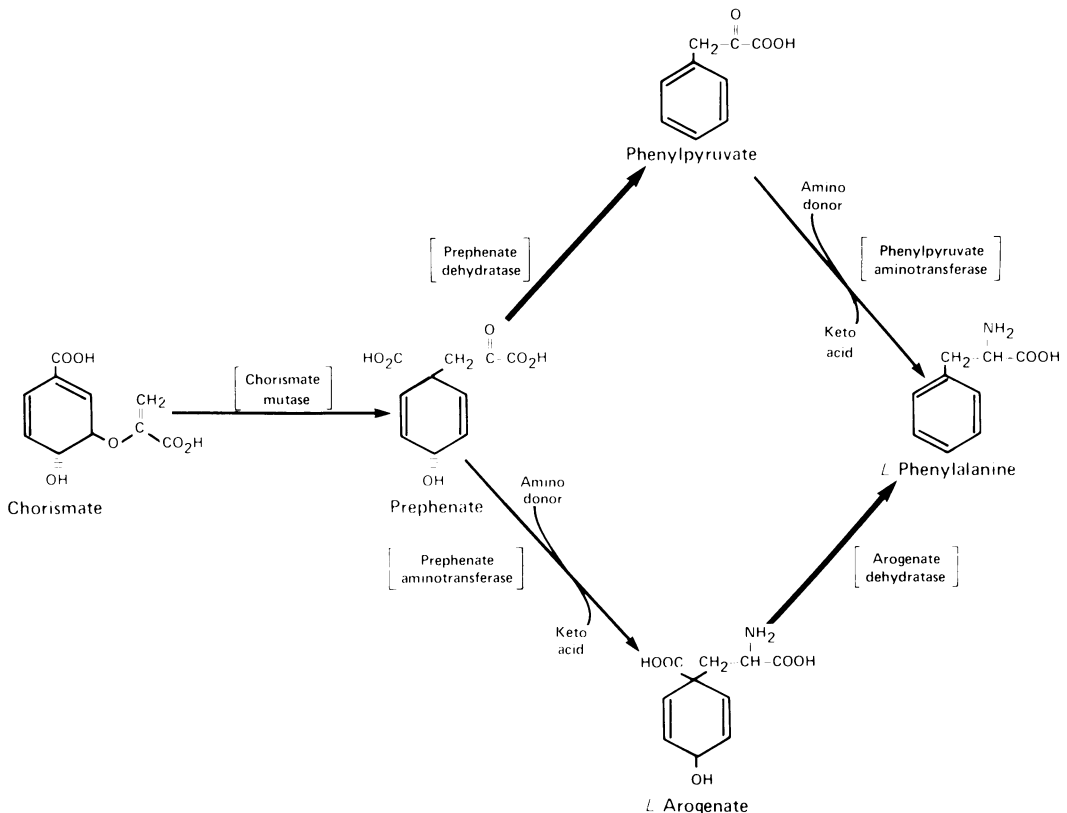 O
CH2-C-COOH
Phenylpyruvate
Amino
donor
[Phenylpyruvate
aminotransferase]
Keto
acid
[Prephenate
dehydratase]
COOH
CH2
C
O
CO2H
OH
Chorismate
[Chorismate
mutase]
O
HO2C CH2-C-CO2H
OH
Prephenate
NH2
CH2-CH-COOH
L Phenylalanine
Amino
donor
[Prephenate
aminotransferase]
Keto
acid
[Arogenate
dehydratase]
NH2
HOOC CH2-CH-COOH
OH
L Arogenate